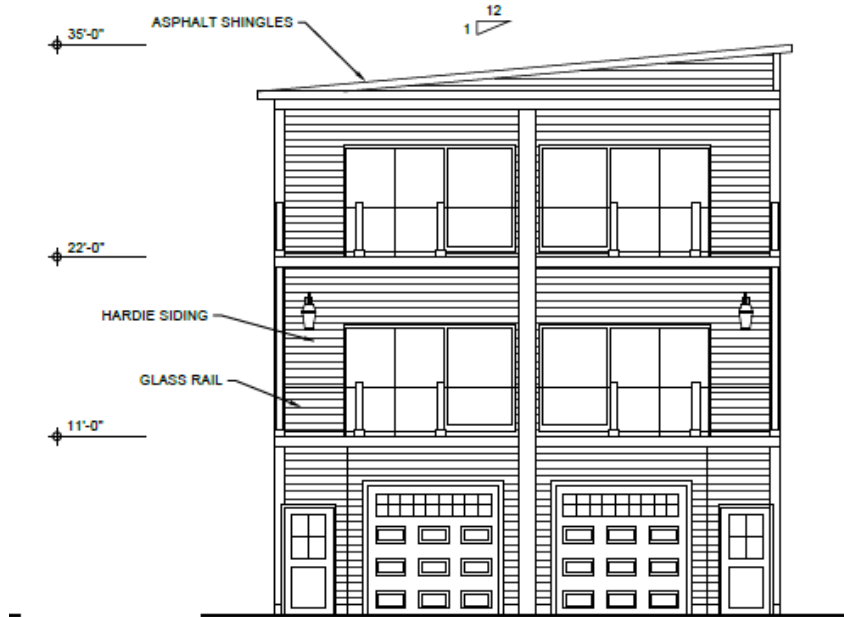 12
1
ASPHALT SHINGLES
35'-0"
22'-0"
HARDIE SIDING
GLASS RAIL
11'-0"